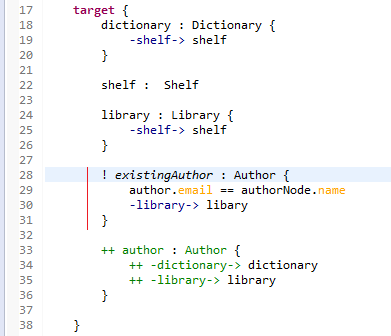 17 target {
18 dictionary : Dictionary {
19 -shelf-> shelf
20 }
21
22 shelf : Shelf
23
24 library : Library {
25 -shelf-> shelf
26 }
27
28 ! existingAuthor : Author {
29 author.email == authorNode.name
30 -library-> libary
31 }
32
33 ++ author : Author {
34 ++ -dictionary-> dictionary
35 ++ -library-> library
36 }
37
38 }